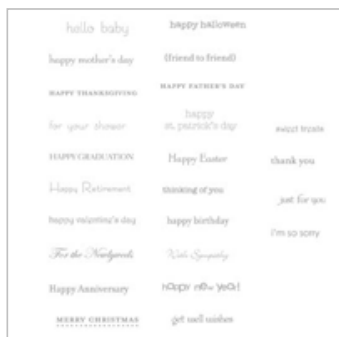 hello baby
happy mother's day
HAPPY THANKSGIVING
for your shower
HAPPY GRADUATION
Happy Retirement
happy valentine's day
For the Newlyweds
Happy Anniversary
MERRY CHRISTMAS
happy halloween
(friend to friend)
HAPPY FATHER'S DAY
happy
st. patrick's day
Happy Easter
thinking of you
happy birthday
With Sympathy
happy new year!
get well wishes
sweet treats
thank you
just for you
i'm so sorry